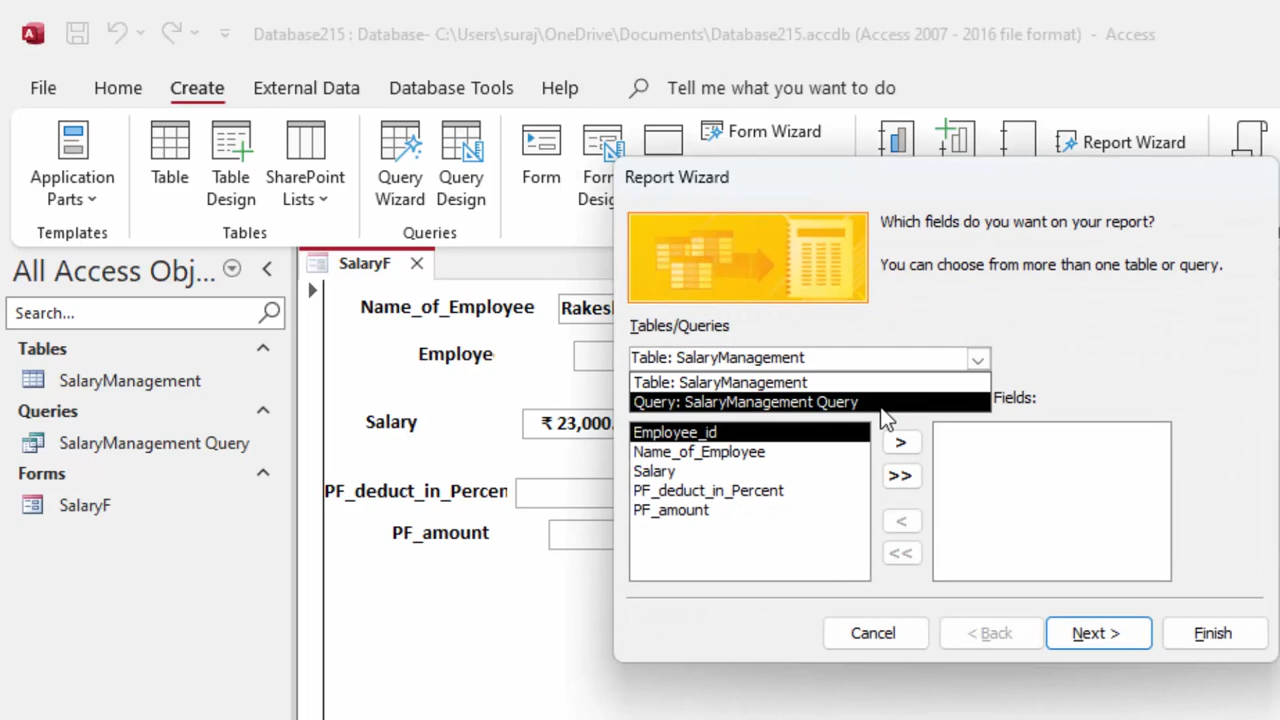 Database215 : Database- C:\Users\suraj\OneDrive\Documents\Database215.accdb (Access 2007 - 2016 file format) - Access
File Home Create External Data Database Tools Help Tell me what you want to do
Form Wizard
Report Wizard
Application Parts
Table
Table Design
SharePoint Lists
Query Wizard
Query Design
Form
Templates
Tables
Queries
All Access Obj...
Search...
Tables
SalaryManagement
Queries
SalaryManagement Query
Forms
SalaryF
SalaryF
Name_of_Employee
Employe
Salary
₹ 23,000.
PF_deduct_in_Percen
PF_amount
Report Wizard
Which fields do you want on your report?
You can choose from more than one table or query.
Tables/Queries
Table: SalaryManagement
Table: SalaryManagement
Query: SalaryManagement Query
Fields:
Employee_id
Name_of_Employee
Salary
PF_deduct_in_Percent
PF_amount
>
>>
<
<<
Cancel
< Back
Next >
Finish